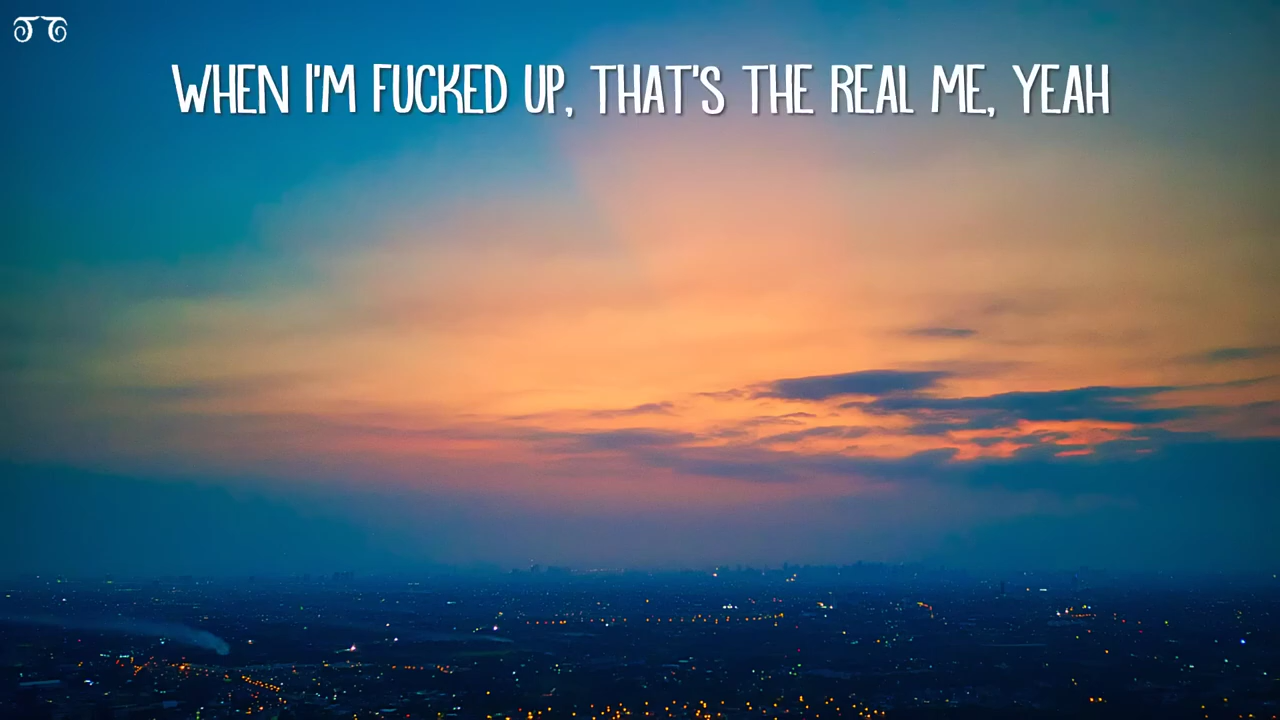 WHEN I'M FUCKED UP, THAT'S THE REAL ME, YEAH